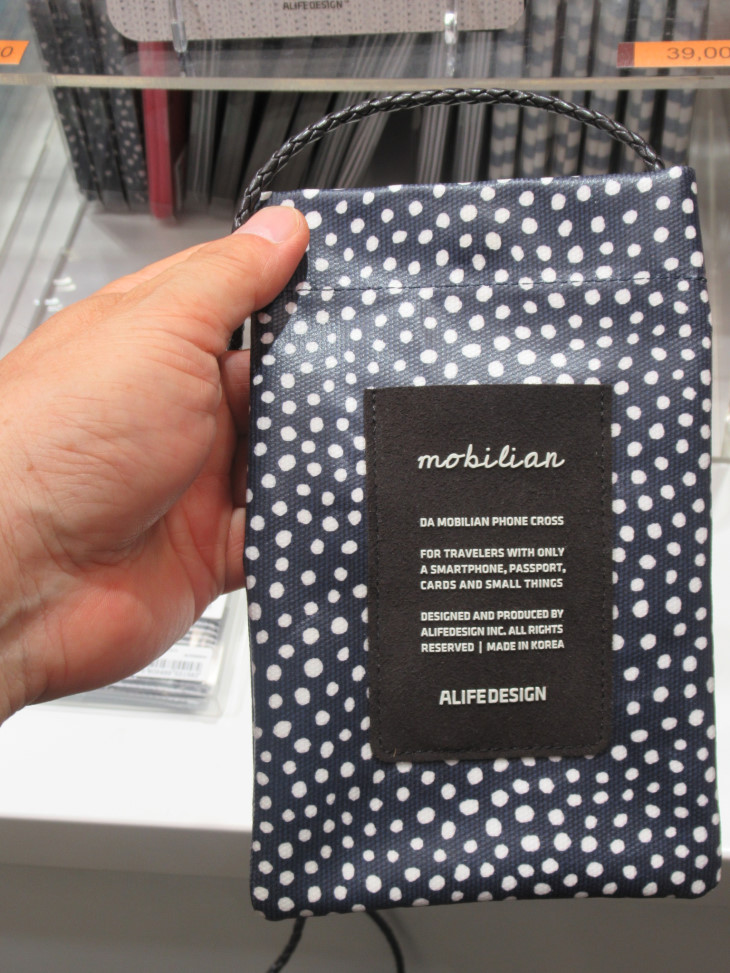 ALIFEDESIGN
39,00
mobilian
DA MOBILIAN PHONE CROSS
FOR TRAVELERS WITH ONLY
A SMARTPHONE, PASSPORT,
CARDS AND SMALL THINGS
DESIGNED AND PRODUCED BY
ALIFEDESIGN INC. ALL RIGHTS
RESERVED | MADE IN KOREA
ALIFEDESIGN